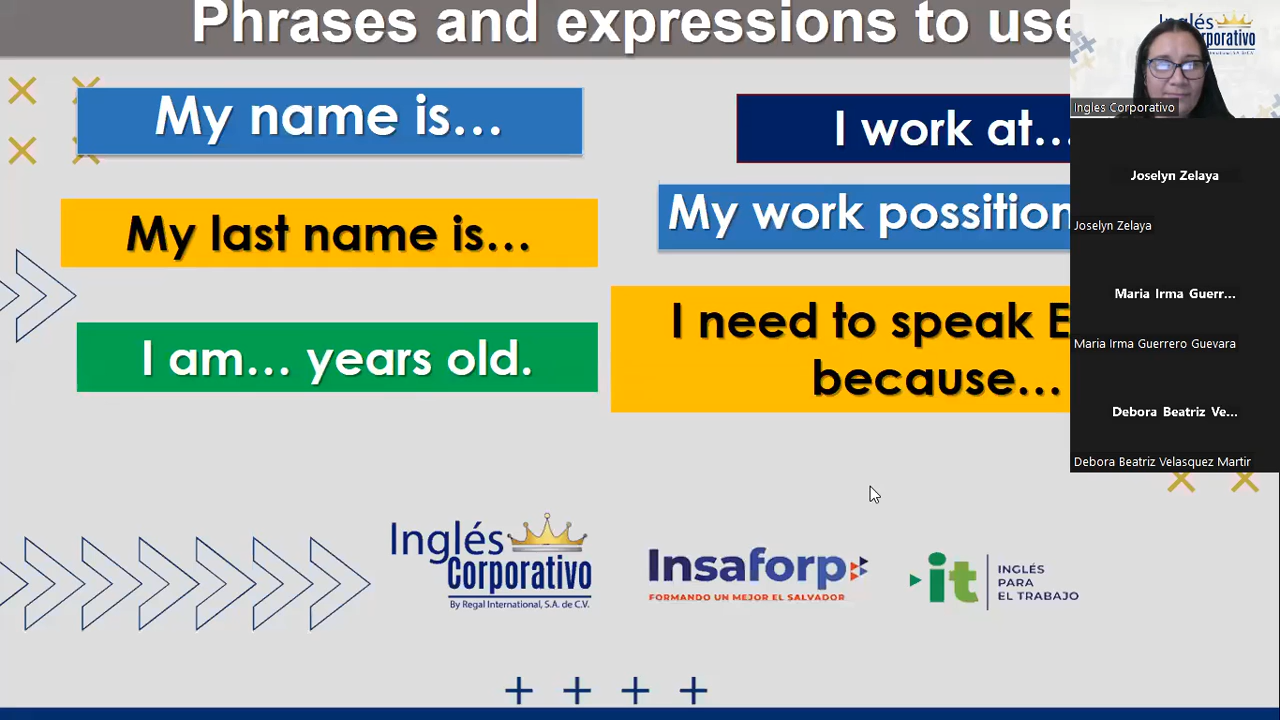 Phrases and expressions to use
My name is...
My last name is...
I am... years old.
I work at...
My work possition
I need to speak E
because...
Inglés
Corporativo
By Regal International, S.A. de C.V.
Insaforp
FORMANDO UN MEJOR EL SALVADOR
it
INGLÉS
PARA
EL TRABAJO
Inglés
orporativo
Ingles Corporativo
Joselyn Zelaya
Joselyn Zelaya
Maria Irma Guerr...
Maria Irma Guerrero Guevara
Debora Beatriz Ve...
Debora Beatriz Velasquez Martir